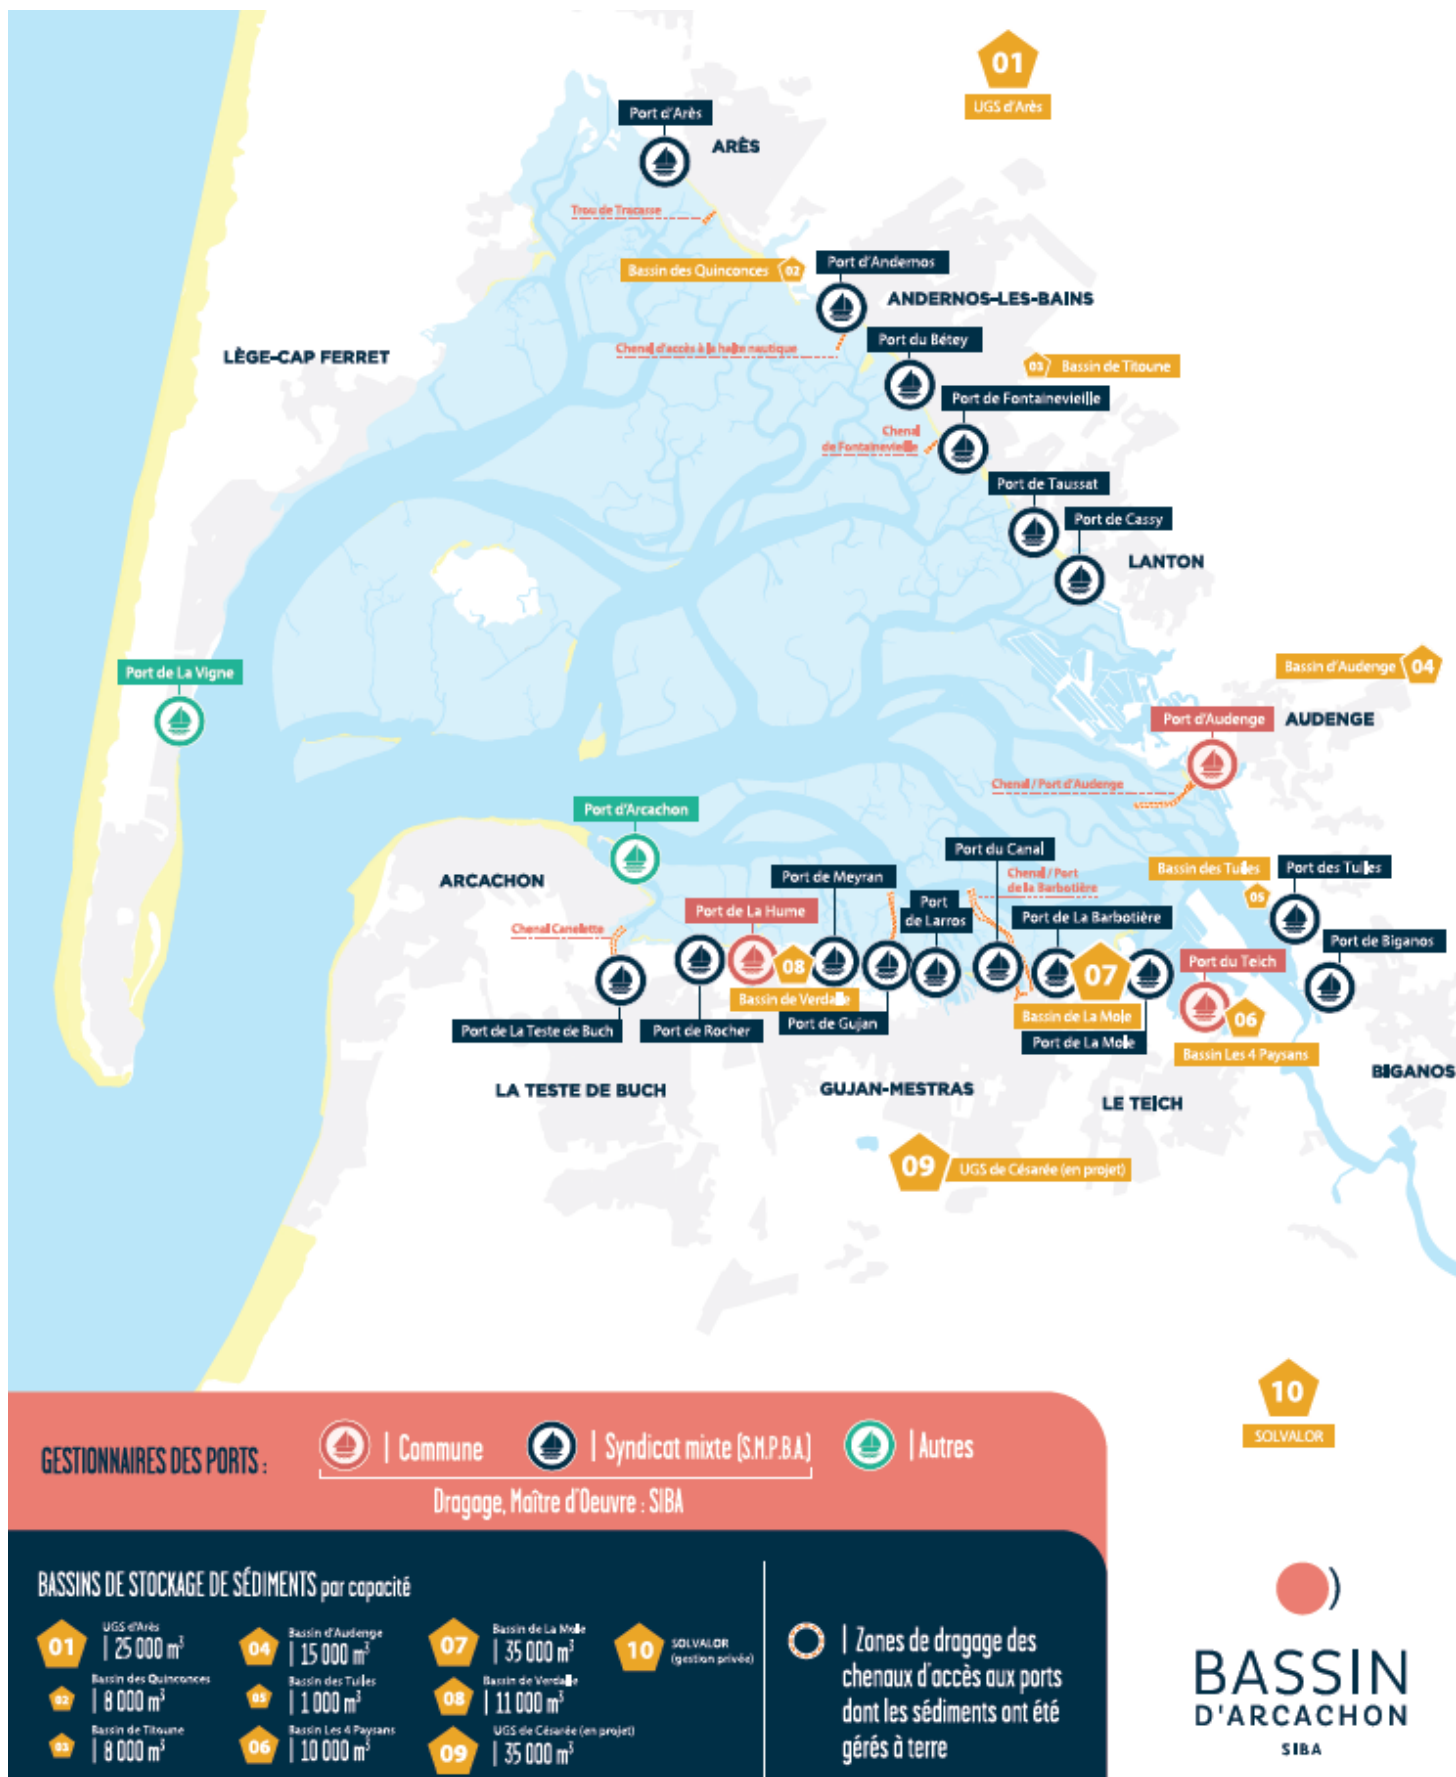 01
UGS d'Arès
Port d'Arès
ARÈS
Trou de Tracasse
Bassin des Quinconces 02
Port d'Andernos
ANDERNOS-LES-BAINS
Chenal d'accès à la halte nautique
Port du Bétey
LÈGE-CAP FERRET
03 Bassin de Titoune
Port de Fontainevieille
Chenal
de Fontainevieille
Port de Taussat
Port de Cassy
LANTON
Bassin d'Audenge 04
Port de La Vigne
Port d'Audenge
AUDENGE
Chenal / Port d'Audenge
Port d'Arcachon
ARCACHON
Port du Canal
Port de Meyran
Chenal / Port
de la Barbotière
Bassin des Tuiles
05
Port des Tuiles
Port
de Larros
Port de La Hume
Port de La Barbotière
Chenal Canelette
Port de Biganos
Port du Teich
08
Bassin de Verdalle
07
Bassin de La Mole
06
Port de La Teste de Buch
Port de Rocher
Port de Gujan
Port de La Mole
Bassin Les 4 Paysans
BIGANOS
LA TESTE DE BUCH
GUJAN-MESTRAS
LE TEICH
09 UGS de Césarée (en projet)
10
SOLVALOR
GESTIONNAIRES DES PORTS :
| Commune
| Syndicat mixte (S.M.P.B.A.)
| Autres
Dragage, Maître d'Oeuvre : SIBA
BASSINS DE STOCKAGE DE SÉDIMENTS par capacité
01 UGS d'Arès
| 25 000 m³
02 Bassin des Quinconces
| 8 000 m³
03 Bassin de Titoune
| 8 000 m³
04 Bassin d'Audenge
| 15 000 m³
05 Bassin des Tuiles
| 1 000 m³
06 Bassin Les 4 Paysans
| 10 000 m³
07 Bassin de La Mole
| 35 000 m³
08 Bassin de Verdalle
| 11 000 m³
09 UGS de Césarée (en projet)
| 35 000 m³
10 SOLVALOR
(gestion privée)
| Zones de dragage des
chenaux d'accès aux ports
dont les sédiments ont été
gérés à terre
BASSIN
D'ARCACHON
SIBA